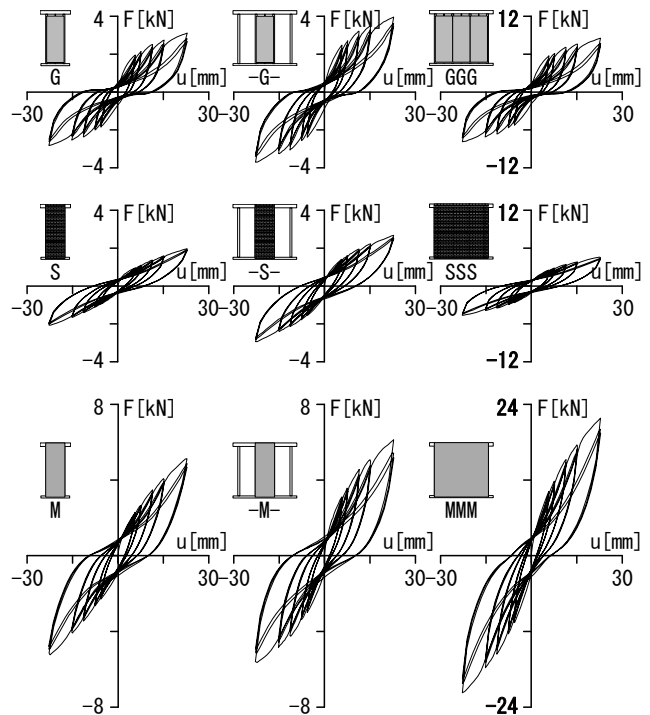 4 F[kN] 4 F[kN] 12 F[kN]
G -G- GGG
u[mm] u[mm] u[mm]
-30 30 -30 30 -30 30
-4 -4 -12
4 F[kN] 4 F[kN] 12 F[kN]
S -S- SSS
u[mm] u[mm] u[mm]
-30 30 -30 30 -30 30
-4 -4 -12
8 F[kN] 8 F[kN] 24 F[kN]
M -M- MMM
u[mm] u[mm] u[mm]
-30 30 -30 30 -30 30
-8 -8 -24